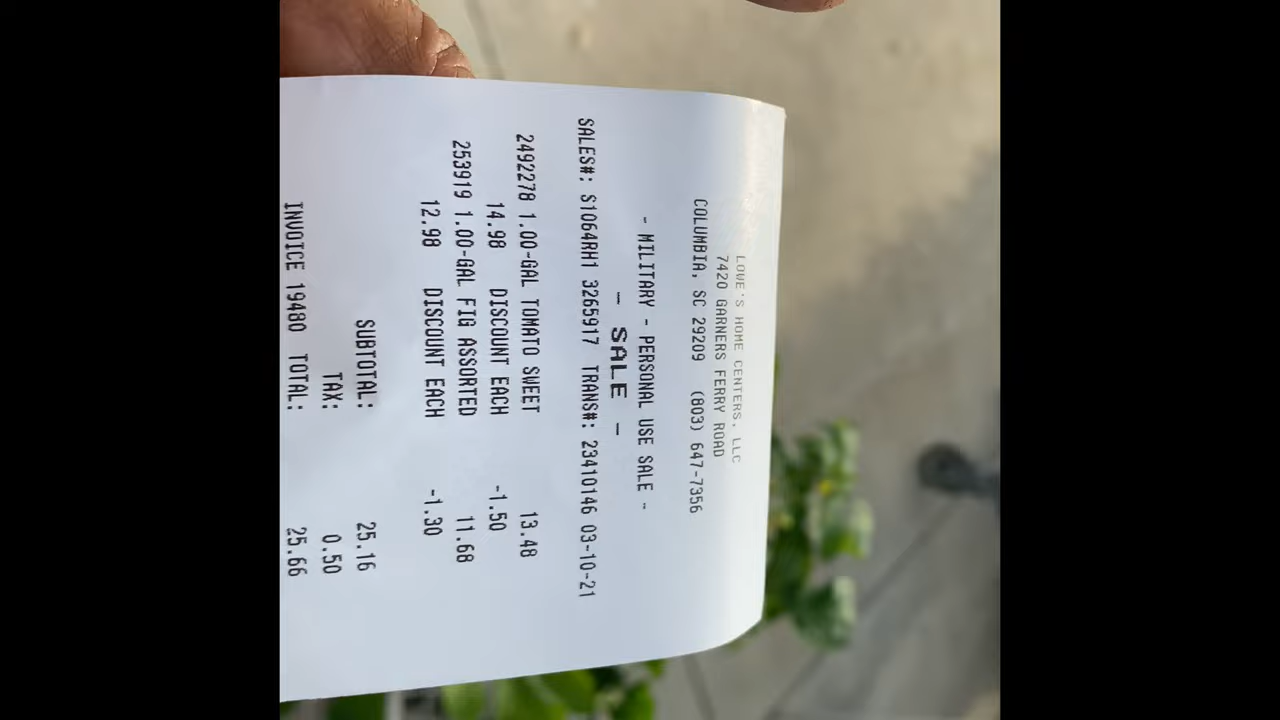 LOWE'S HOME CENTERS, LLC
7420 GARNERS FERRY ROAD
COLUMBIA, SC 29209 (803) 647-7356
- MILITARY - PERSONAL USE SALE -
- SALE -
SALES#: S1064RH1 3265917 TRANS#: 23410146 03-10-21
2492278 1.00-GAL TOMATO SWEET 13.48
14.98 DISCOUNT EACH -1.50
253919 1.00-GAL FIG ASSORTED 11.68
12.98 DISCOUNT EACH -1.30
SUBTOTAL: 25.16
TAX: 0.50
INVOICE 19480 TOTAL: 25.66